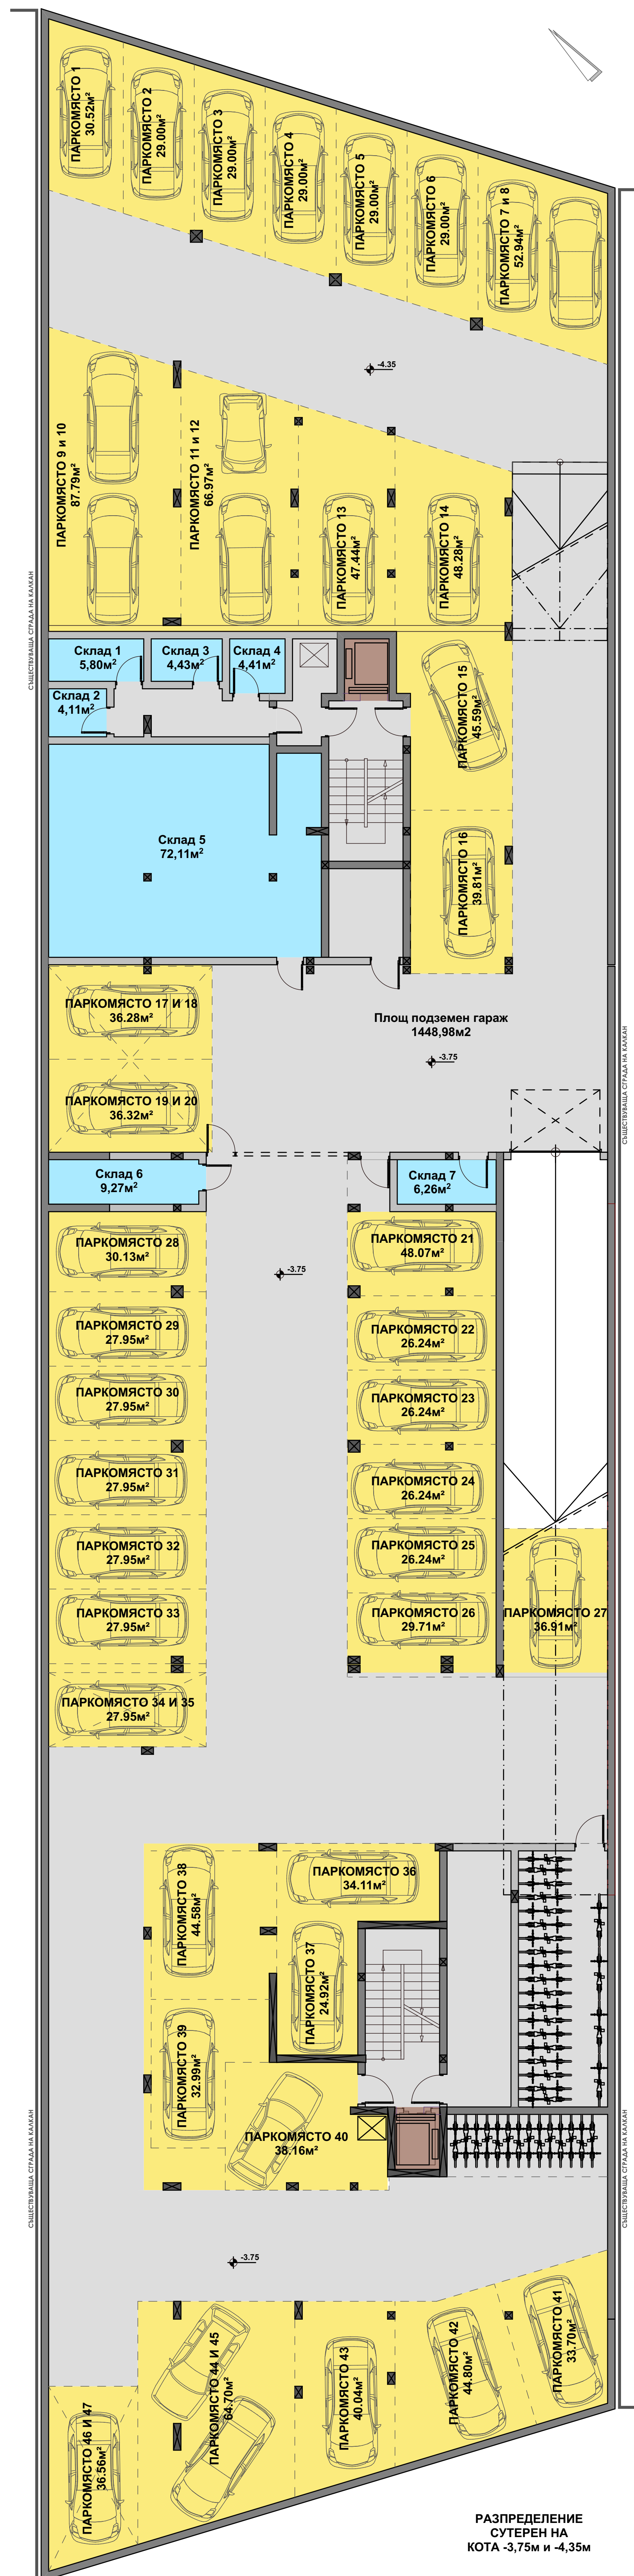 ПАРКОМЯСТО 1
30.52м²
ПАРКОМЯСТО 2
29.00м²
ПАРКОМЯСТО 3
29.00м²
ПАРКОМЯСТО 4
29.00м²
ПАРКОМЯСТО 5
29.00м²
ПАРКОМЯСТО 6
29.00м²
ПАРКОМЯСТО 7 и 8
52.94м²
-4.35
ПАРКОМЯСТО 9 и 10
87.79м²
ПАРКОМЯСТО 11 и 12
66.97м²
ПАРКОМЯСТО 13
47.44м²
ПАРКОМЯСТО 14
48.28м²
СЪЩЕСТВУВАЩА СГРАДА НА КАЛКАН
Склад 1
5,80м²
Склад 3
4,43м²
Склад 4
4,41м²
Склад 2
4,11м²
ПАРКОМЯСТО 15
45.59м²
Склад 5
72,11м²
ПАРКОМЯСТО 16
39.81м²
ПАРКОМЯСТО 17 И 18
36.28м²
Площ подземен гараж
1448,98м2
-3.75
СЪЩЕСТВУВАЩА СГРАДА НА КАЛКАН
ПАРКОМЯСТО 19 И 20
36.32м²
Склад 6
9,27м²
Склад 7
6,26м²
ПАРКОМЯСТО 28
30.13м²
ПАРКОМЯСТО 21
48.07м²
-3.75
ПАРКОМЯСТО 29
27.95м²
ПАРКОМЯСТО 22
26.24м²
ПАРКОМЯСТО 30
27.95м²
ПАРКОМЯСТО 23
26.24м²
ПАРКОМЯСТО 31
27.95м²
ПАРКОМЯСТО 24
26.24м²
ПАРКОМЯСТО 32
27.95м²
ПАРКОМЯСТО 25
26.24м²
ПАРКОМЯСТО 33
27.95м²
ПАРКОМЯСТО 26
29.71м²
ПАРКОМЯСТО 27
36.91м²
ПАРКОМЯСТО 34 И 35
27.95м²
ПАРКОМЯСТО 38
44.58м²
ПАРКОМЯСТО 36
34.11м²
ПАРКОМЯСТО 37
24.92м²
ПАРКОМЯСТО 39
32.99м²
ПАРКОМЯСТО 40
38.16м²
СЪЩЕСТВУВАЩА СГРАДА НА КАЛКАН
СЪЩЕСТВУВАЩА СГРАДА НА КАЛКАН
-3.75
ПАРКОМЯСТО 41
33.70м²
ПАРКОМЯСТО 42
44.80м²
ПАРКОМЯСТО 43
40.04м²
ПАРКОМЯСТО 44 И 45
64.70м²
ПАРКОМЯСТО 46 И 47
36.56м²
РАЗПРЕДЕЛЕНИЕ
СУТЕРЕН НА
КОТА -3,75м и -4,35м